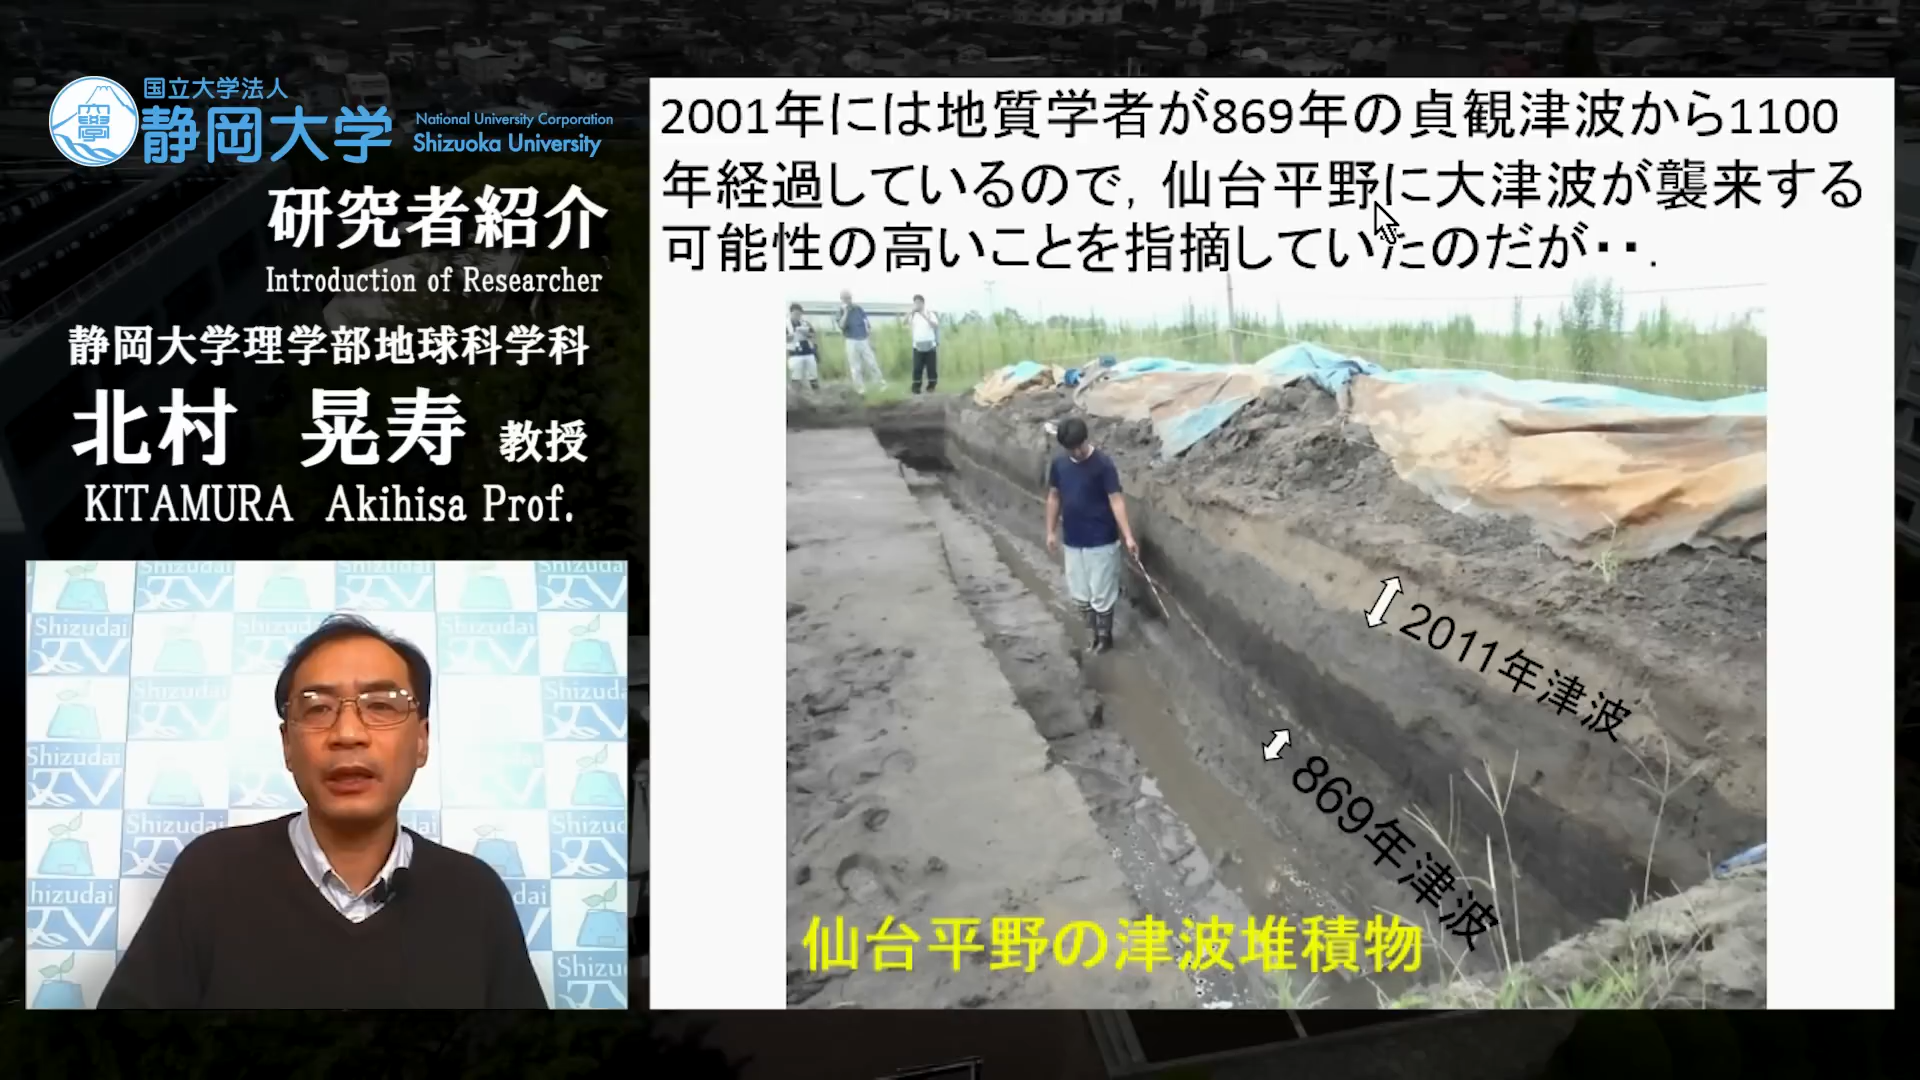 国立大学法人
静岡大学
National University Corporation
Shizuoka University
研究者紹介
Introduction of Researcher
静岡大学理学部地球科学科
北村　晃寿 教授
KITAMURA Akihisa Prof.
2001年には地質学者が869年の貞観津波から1100
年経過しているので，仙台平野に大津波が襲来する
可能性の高いことを指摘していたのだが・・．
2011年津波
869年津波
仙台平野の津波堆積物
Shizudai
TV